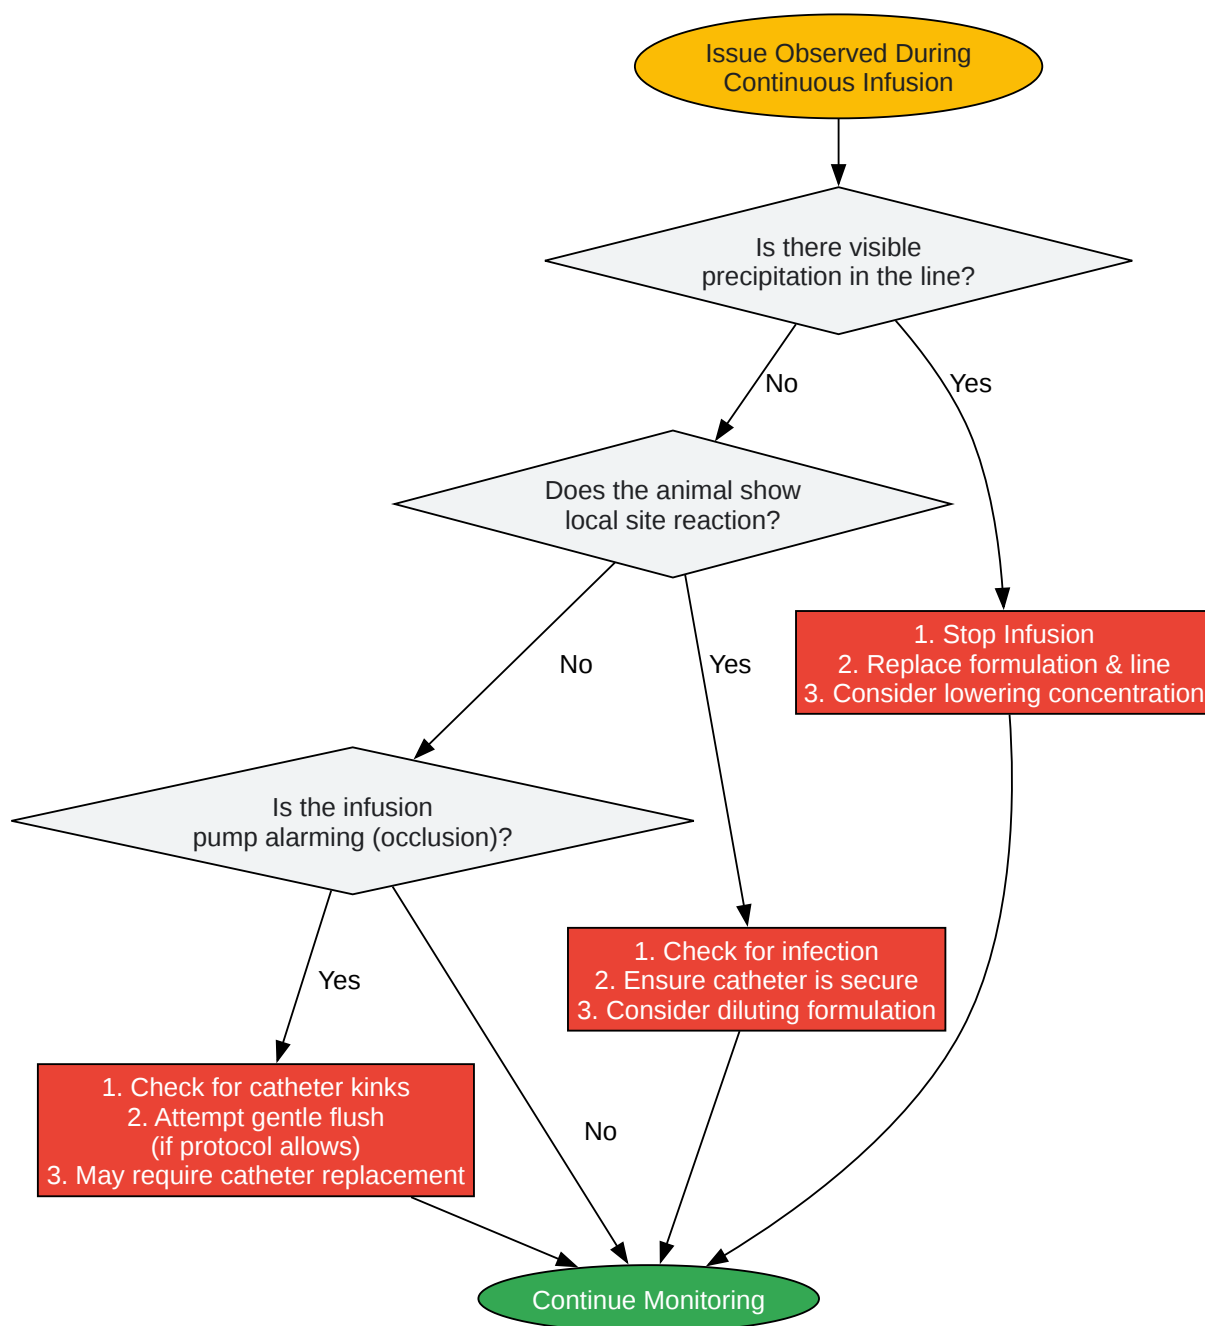 Issue Observed During
Continuous Infusion
Is there visible
precipitation in the line?
No
Yes
Does the animal show
local site reaction?
1. Stop Infusion
2. Replace formulation & line
3. Consider lowering concentration
No
Yes
Is the infusion
pump alarming (occlusion)?
1. Check for infection
2. Ensure catheter is secure
3. Consider diluting formulation
Yes
1. Check for catheter kinks
2. Attempt gentle flush
(if protocol allows)
3. May require catheter replacement
No
Continue Monitoring